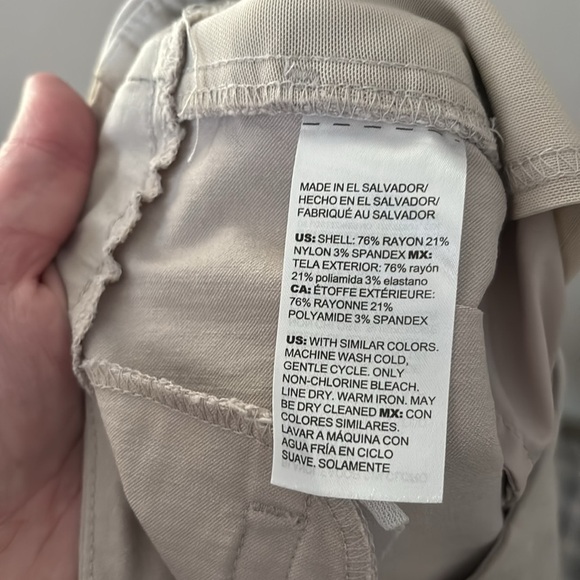 MADE IN EL SALVADOR/
HECHO EN EL SALVADOR/
FABRIQUÉ AU SALVADOR
US: SHELL: 76% RAYON 21%
NYLON 3% SPANDEX MX:
TELA EXTERIOR: 76% rayón
21% poliamida 3% elastano
CA: ÉTOFFE EXTÉRIEURE:
76% RAYONNE 21%
POLYAMIDE 3% SPANDEX
US: WITH SIMILAR COLORS.
MACHINE WASH COLD,
GENTLE CYCLE. ONLY
NON-CHLORINE BLEACH.
LINE DRY. WARM IRON. MAY
BE DRY CLEANED MX: CON
COLORES SIMILARES.
LAVAR A MÁQUINA CON
AGUA FRÍA EN CICLO
SUAVE. SOLAMENTE